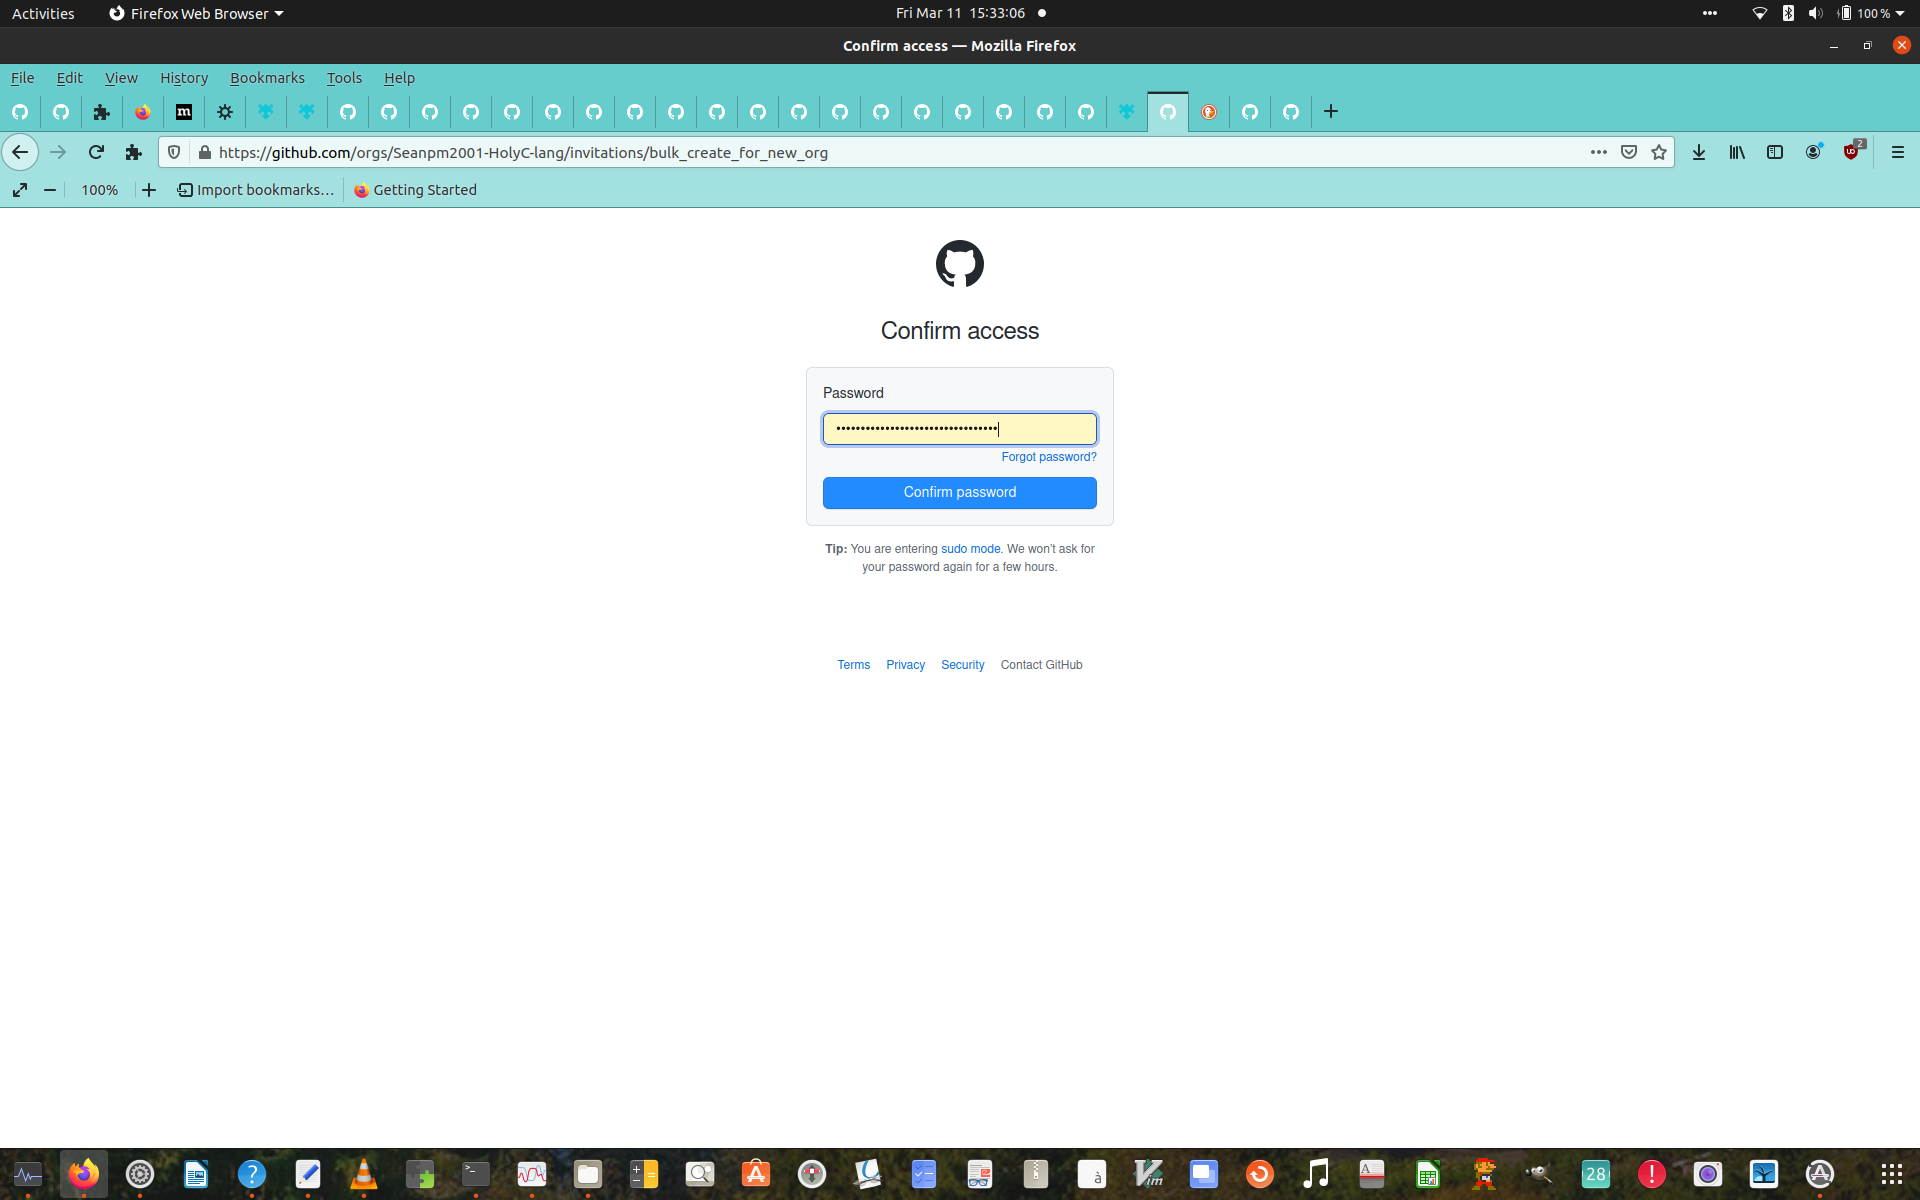 Activities
Firefox Web Browser
Fri Mar 11 15:33:06
100 %
Confirm access — Mozilla Firefox
File Edit View History Bookmarks Tools Help
m
https://github.com/orgs/Seanpm2001-HolyC-lang/invitations/bulk_create_for_new_org
2
100%
Import bookmarks…
Getting Started
Confirm access
Password
••••••••••••••••••••••••••••••••
Forgot password?
Confirm password
Tip: You are entering sudo mode. We won't ask for
your password again for a few hours.
Terms Privacy Security Contact GitHub
?
>_
à
Vim
A
28
!
A